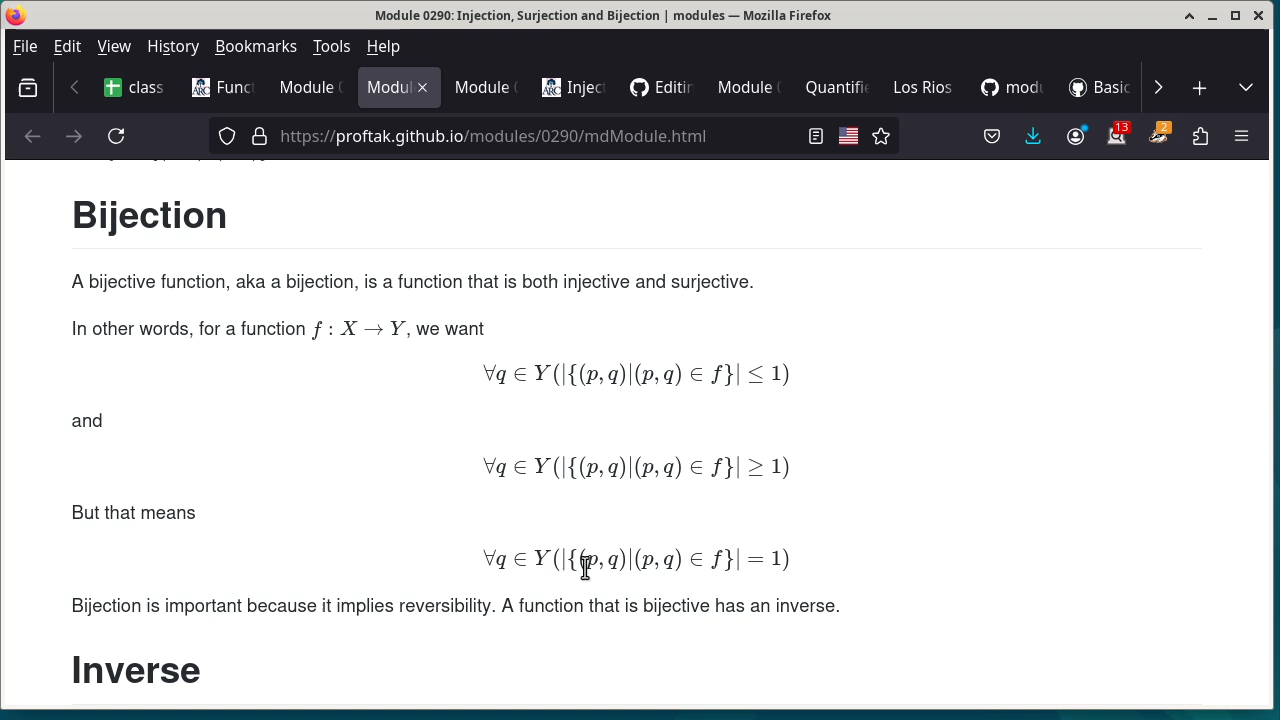 Module 0290: Injection, Surjection and Bijection | modules — Mozilla Firefox
File Edit View History Bookmarks Tools Help
class Funct Module Modul Module Inject Editin Module Quantifie Los Rios modu Basic
https://proftak.github.io/modules/0290/mdModule.html 13 2
Bijection
A bijective function, aka a bijection, is a function that is both injective and surjective.
In other words, for a function f : X → Y, we want
∀q ∈ Y(|{(p, q)|(p, q) ∈ f}| ≤ 1)
and
∀q ∈ Y(|{(p, q)|(p, q) ∈ f}| ≥ 1)
But that means
∀q ∈ Y(|{(p, q)|(p, q) ∈ f}| = 1)
Bijection is important because it implies reversibility. A function that is bijective has an inverse.
Inverse